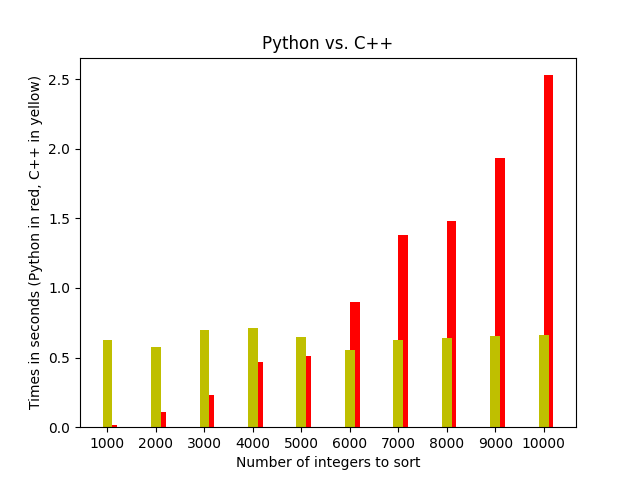 Python vs. C++
Times in seconds (Python in red, C++ in yellow)
2.5
2.0
1.5
1.0
0.5
0.0
1000 2000 3000 4000 5000 6000 7000 8000 9000 10000
Number of integers to sort